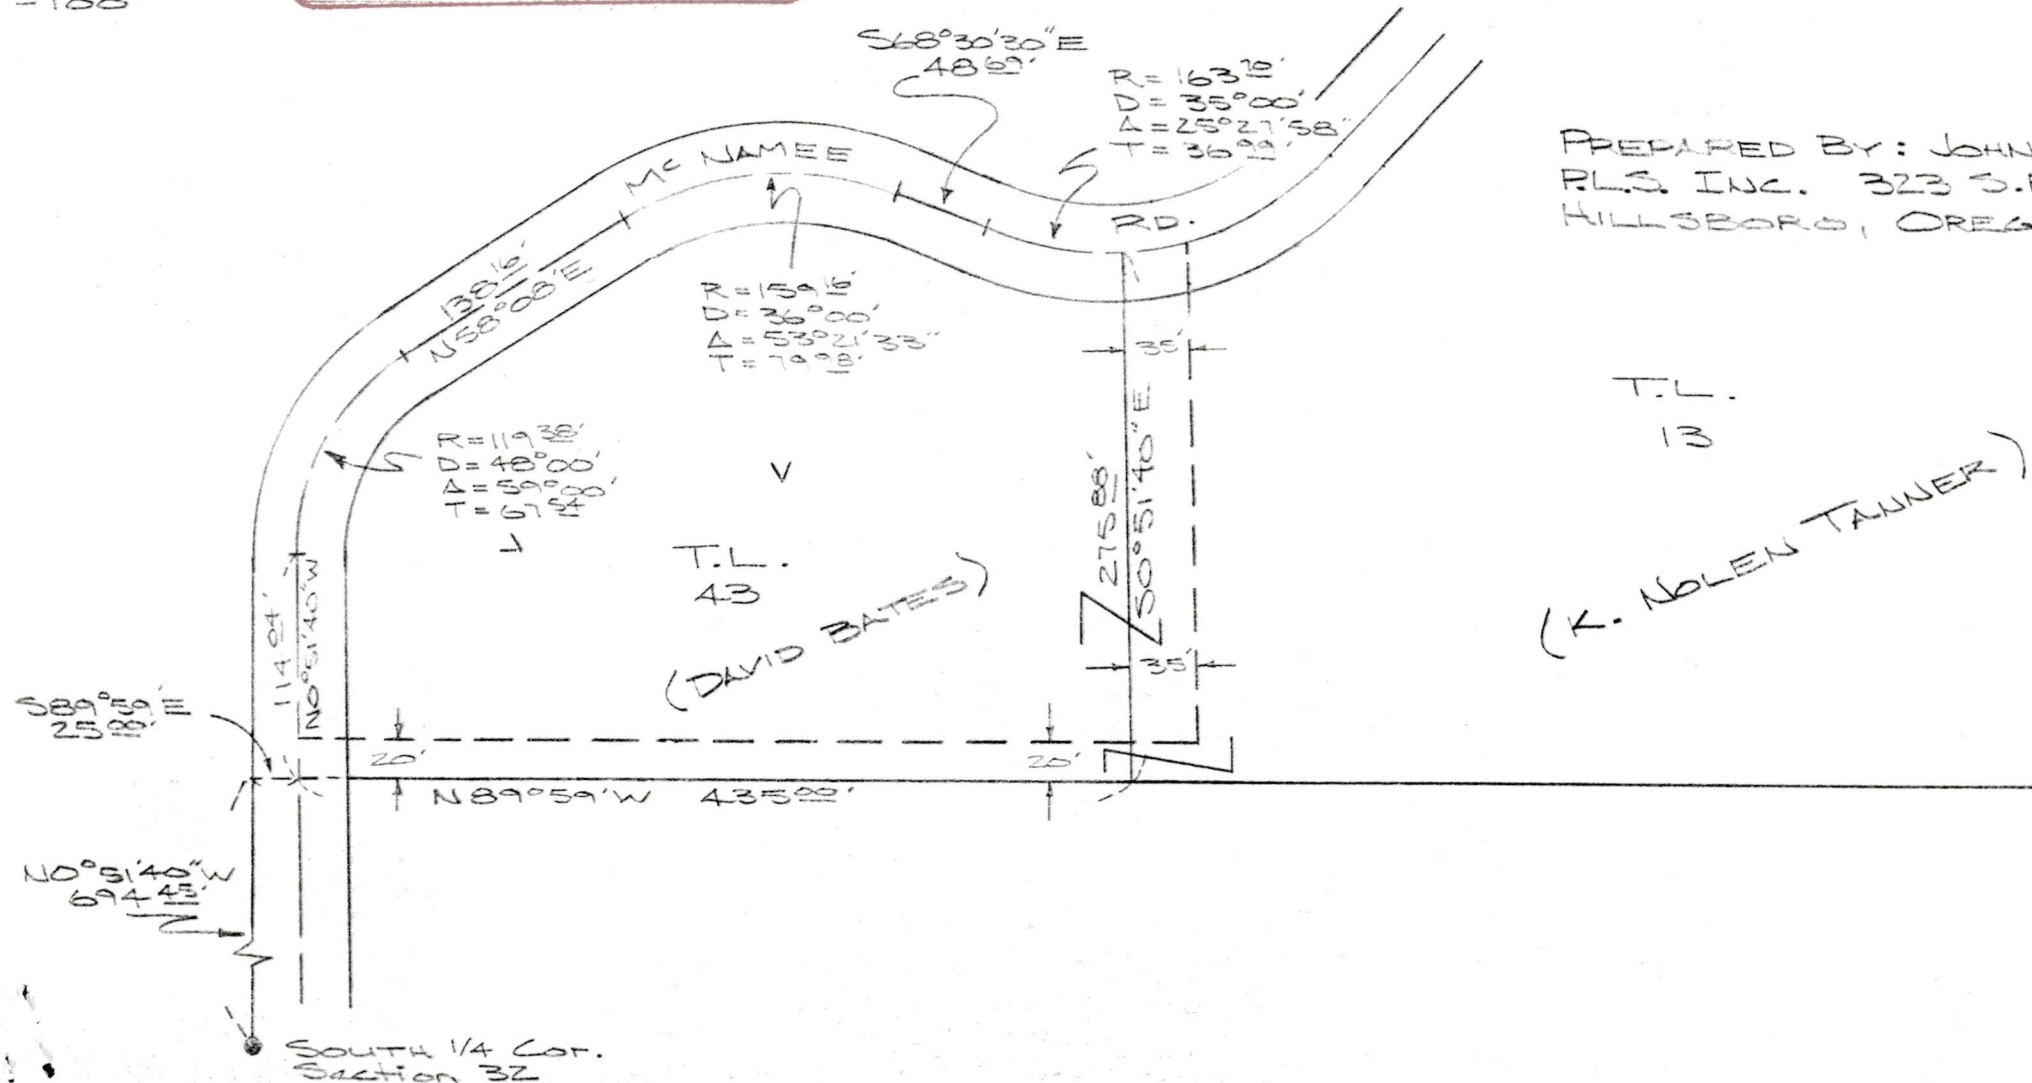 =100
S68°30'30"E
48 69'
R = 163 70'
D = 35°00'
Δ = 25°27'58"
T = 36 99'
PREPARED BY: JOHN
P.L.S. INC. 323 S.
HILLSBORO, OREG
MC NAMEE
RD.
138 16'
N58°08'E
R = 159 16'
D = 36°00'
Δ = 53°21'33"
T = 79 98'
35'
T.L.
13
R = 119 38'
D = 48°00'
Δ = 59°00'
T = 67 54'
275 88'
S0°51'40"E
(K. NOLEN TANNER)
T.L.
43
(DAVID BATES)
114 04'
N0°51'40"W
35'
S89°59'E
25 00'
20'
20'
N89°59'W 435 00'
N0°51'40"W
694 45'
SOUTH 1/4 Cor.
Section 32